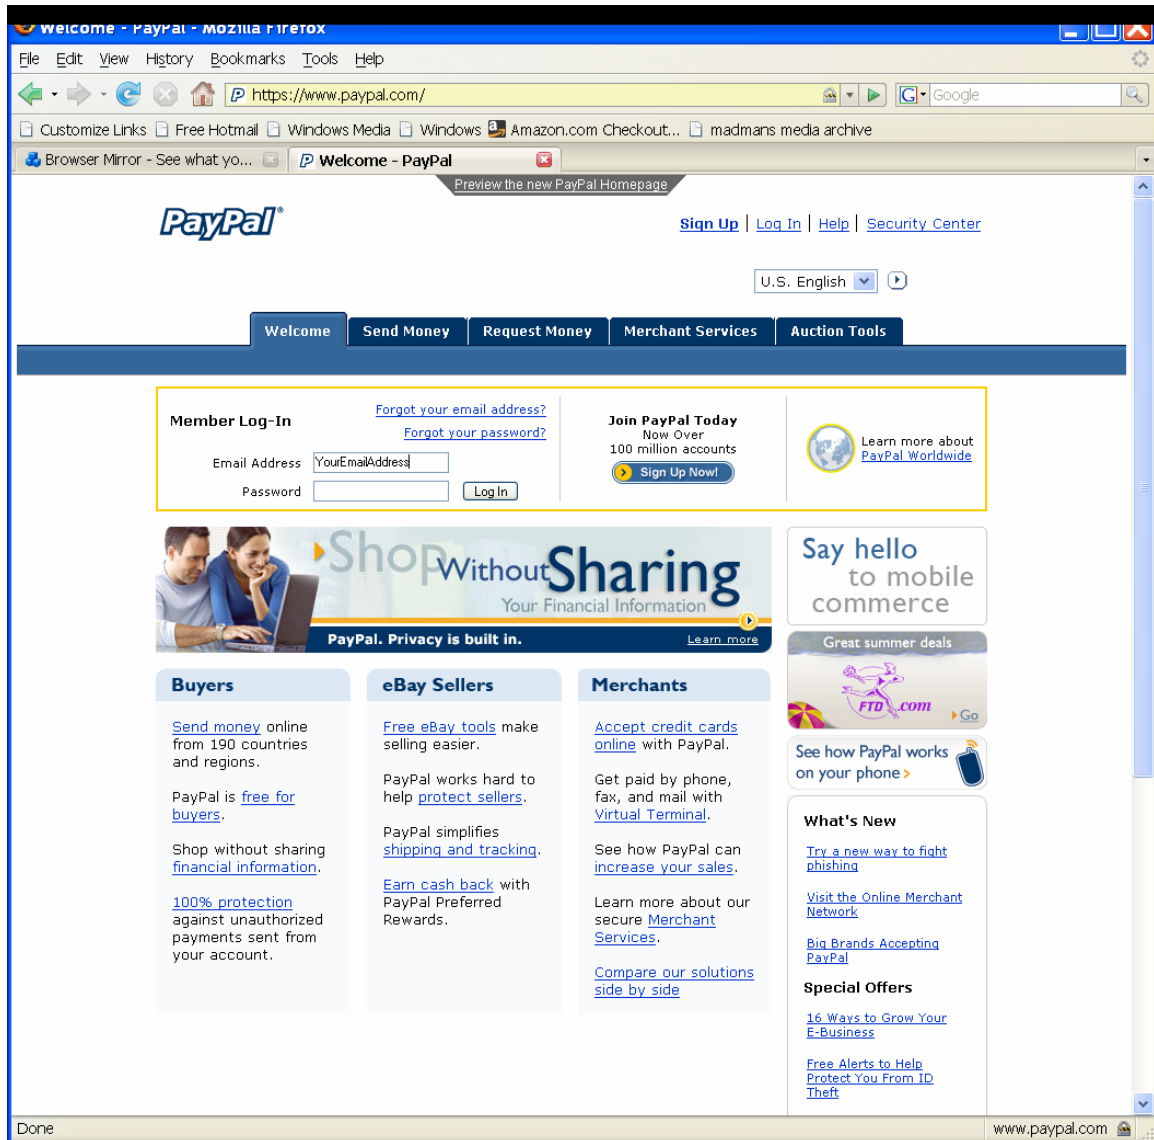 Welcome - PayPal - Mozilla Firefox
File Edit View History Bookmarks Tools Help
https://www.paypal.com/
G Google
Customize Links Free Hotmail Windows Media Windows Amazon.com Checkout... madmans media archive
Browser Mirror - See what yo... Welcome - PayPal
Preview the new PayPal Homepage
PayPal®
Sign Up | Log In | Help | Security Center
U.S. English
Welcome Send Money Request Money Merchant Services Auction Tools
Member Log-In
Forgot your email address?
Forgot your password?
Email Address YourEmailAddress
Password Log In
Join PayPal Today
Now Over
100 million accounts
Sign Up Now!
Learn more about
PayPal Worldwide
Shop Without Sharing
Your Financial Information
PayPal. Privacy is built in. Learn more
Say hello
to mobile
commerce
Great summer deals
FTD.com
Go
See how PayPal works
on your phone
Buyers
Send money online
from 190 countries
and regions.
PayPal is free for
buyers.
Shop without sharing
financial information.
100% protection
against unauthorized
payments sent from
your account.
eBay Sellers
Free eBay tools make
selling easier.
PayPal works hard to
help protect sellers.
PayPal simplifies
shipping and tracking.
Earn cash back with
PayPal Preferred
Rewards.
Merchants
Accept credit cards
online with PayPal.
Get paid by phone,
fax, and mail with
Virtual Terminal.
See how PayPal can
increase your sales.
Learn more about our
secure Merchant
Services.
Compare our solutions
side by side
What's New
Try a new way to fight
phishing
Visit the Online Merchant
Network
Big Brands Accepting
PayPal
Special Offers
16 Ways to Grow Your
E-Business
Free Alerts to Help
Protect You From ID
Theft
Done www.paypal.com